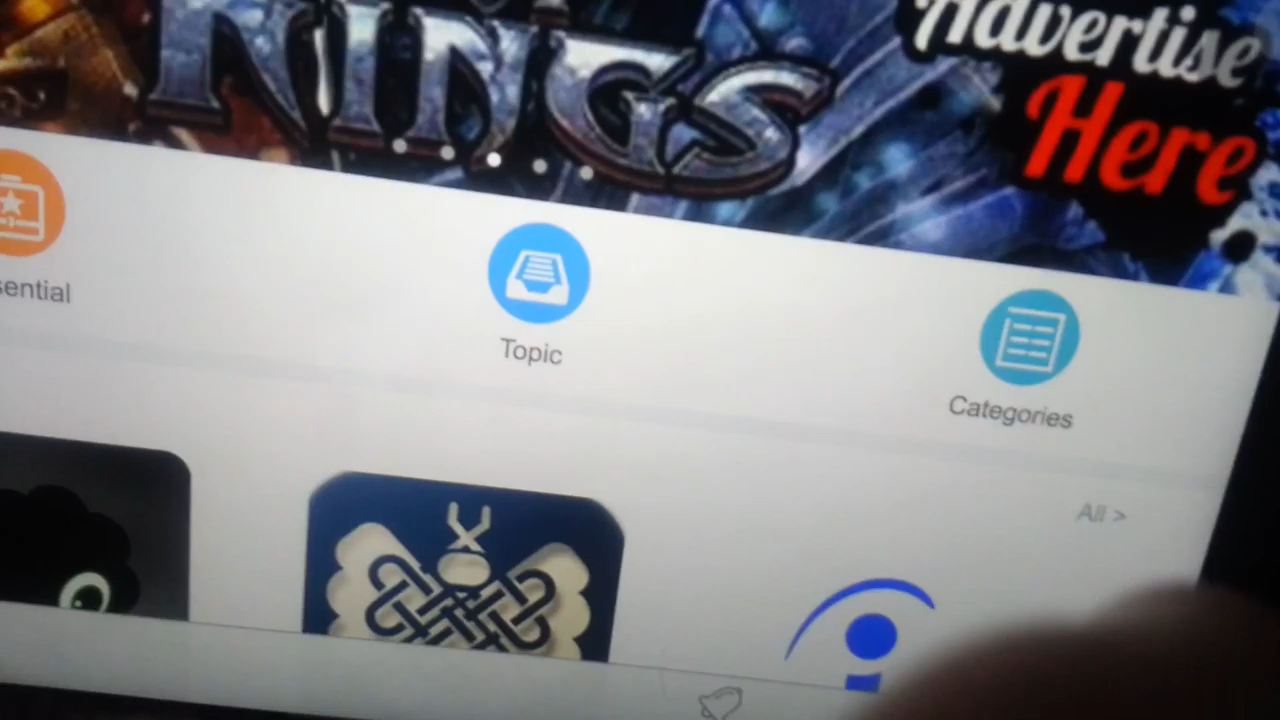 KINGS
Advertise
Here
sential
Topic
Categories
All >